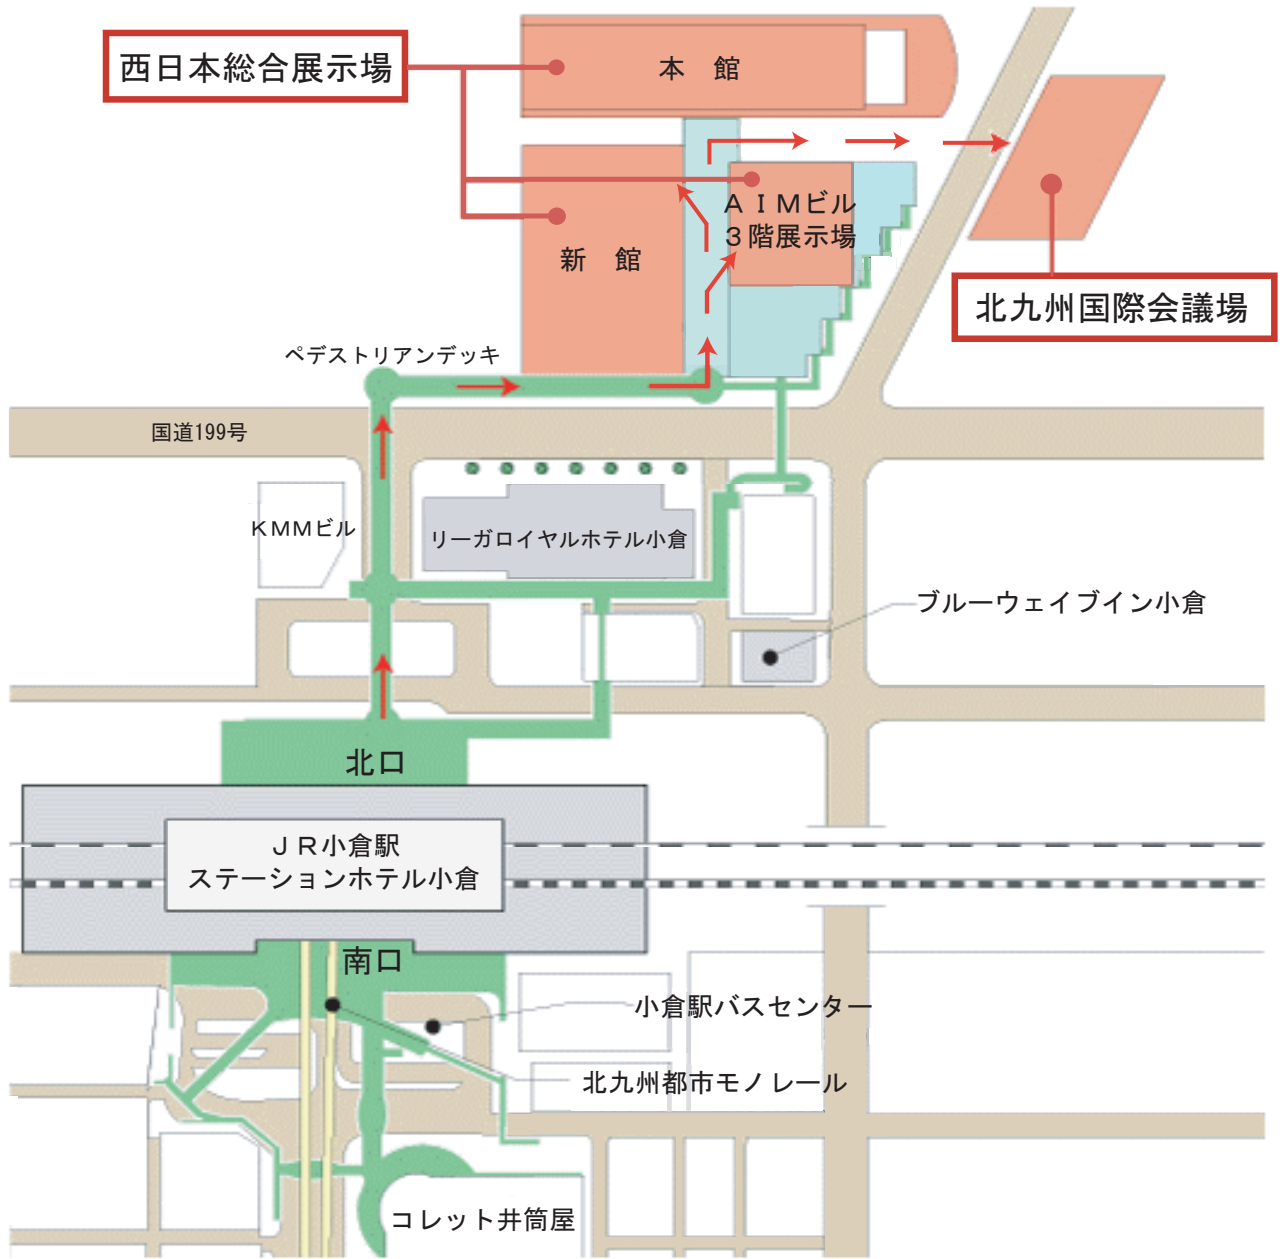 西日本総合展示場
本 館
AIMビル
3階展示場
新 館
北九州国際会議場
ペデストリアンデッキ
国道199号
KMMビル
リーガロイヤルホテル小倉
ブルーウェイブイン小倉
北口
JR小倉駅
ステーションホテル小倉
南口
小倉駅バスセンター
北九州都市モノレール
コレット井筒屋